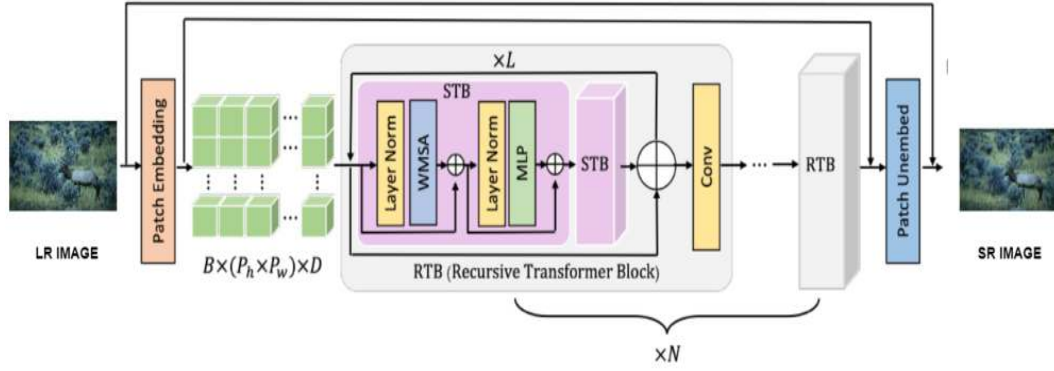 LR IMAGE
Patch Embedding
B×(Pₕ×P_w)×D
×L
STB
Layer Norm
WMSA
Layer Norm
MLP
STB
Conv
RTB (Recursive Transformer Block)
×N
RTB
Patch Unembed
SR IMAGE